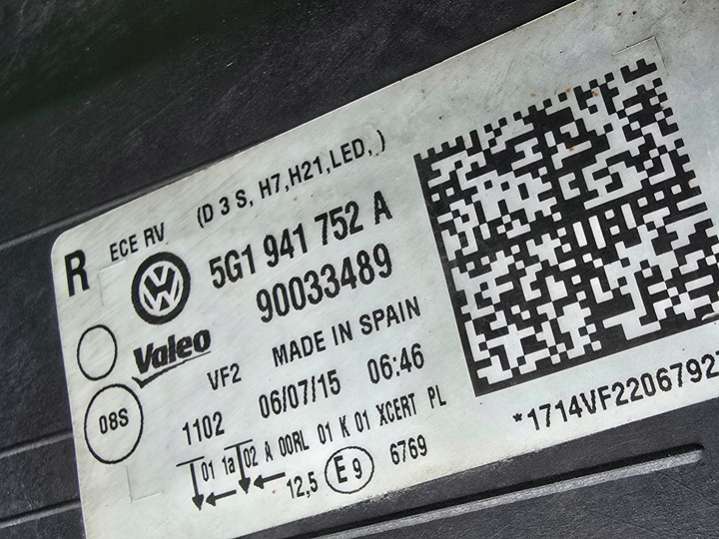 R ECE RV (D 3 S, H7,H21,LED, )
5G1 941 752 A
90033489
Valeo
VF2 MADE IN SPAIN
08S 1102 06/07/15 06:46
01 1a 02 A 00RL 01 K 01 XCERT PL
12,5 E 9 6769
*1714VF2206792